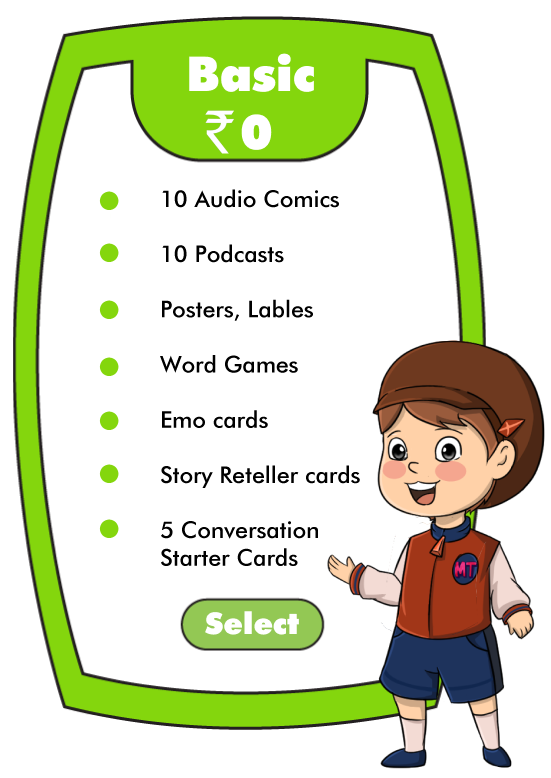 Basic
₹0
10 Audio Comics
10 Podcasts
Posters, Lables
Word Games
Emo cards
Story Reteller cards
5 Conversation
Starter Cards
MT
Select